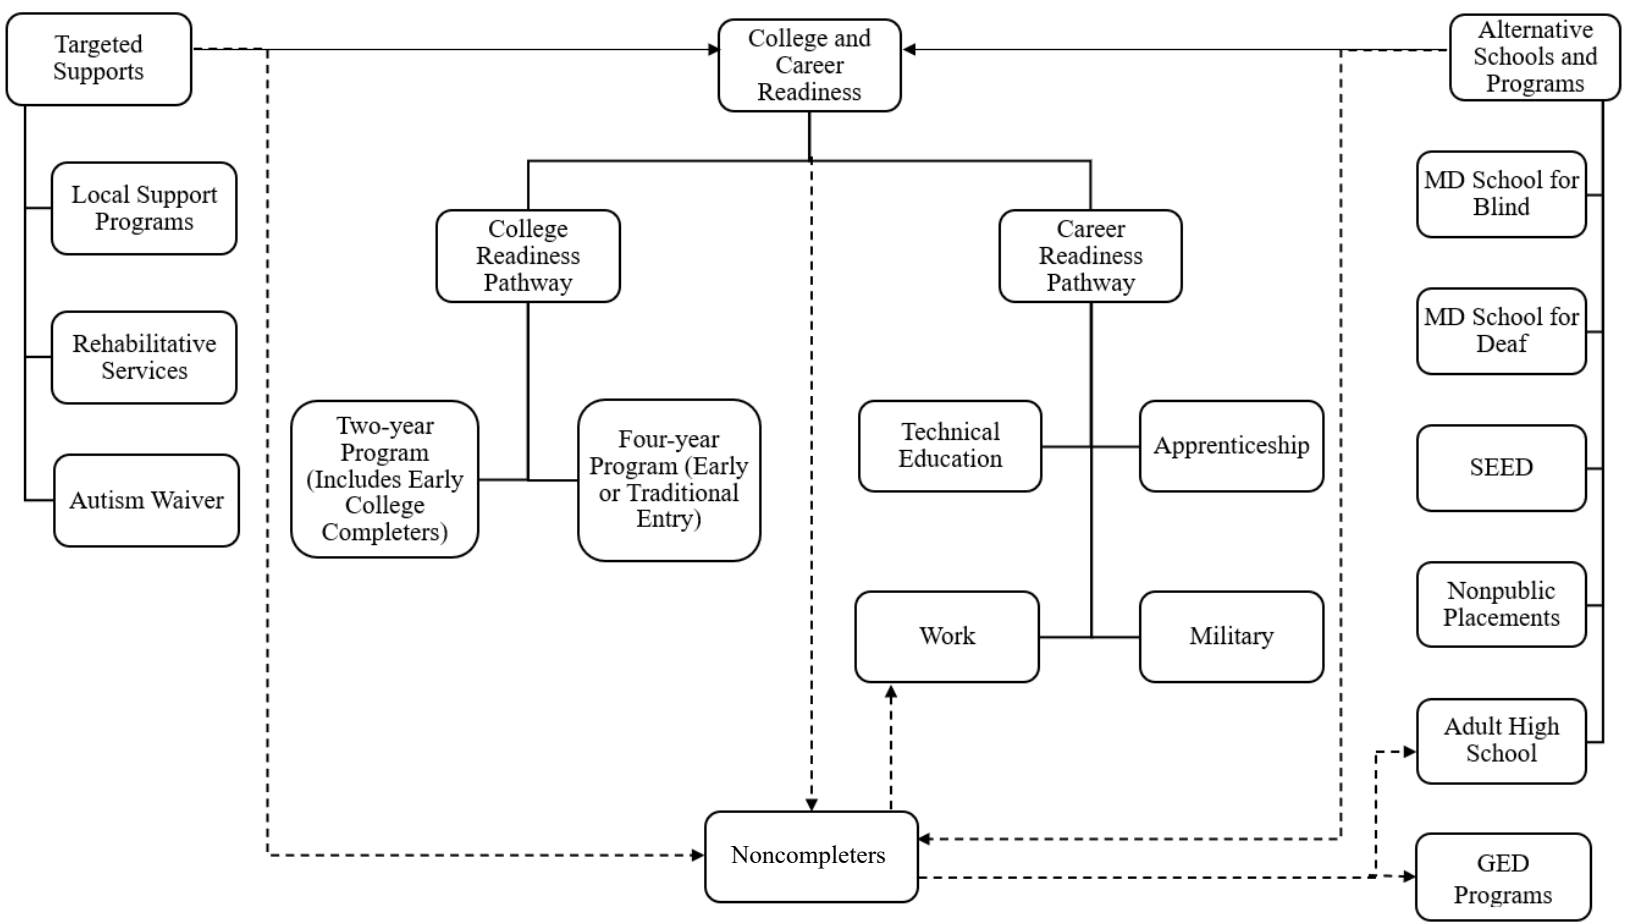 Targeted
Supports
College and
Career
Readiness
Alternative
Schools and
Programs
Local Support
Programs
Rehabilitative
Services
Autism Waiver
College
Readiness
Pathway
Two-year
Program
(Includes Early
College
Completers)
Four-year
Program (Early
or Traditional
Entry)
Career
Readiness
Pathway
Technical
Education
Apprenticeship
Work
Military
MD School for
Blind
MD School for
Deaf
SEED
Nonpublic
Placements
Adult High
School
Noncompleters
GED
Programs